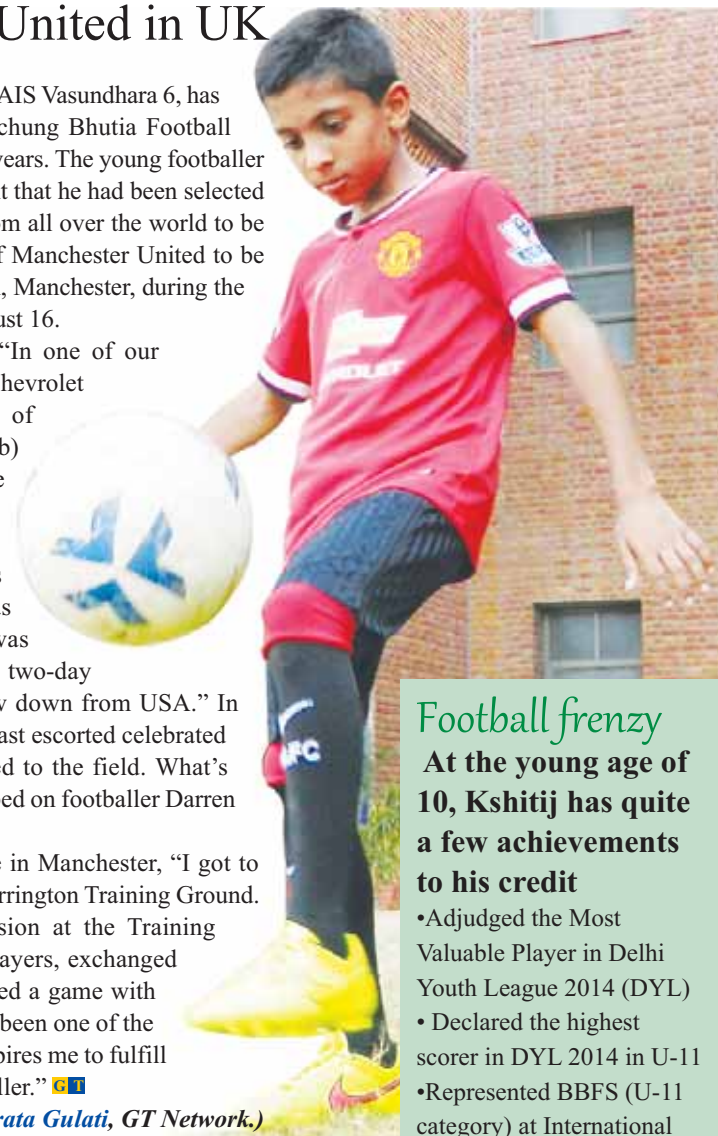 United in UK
AIS Vasundhara 6, has
chung Bhutia Football
years. The young footballer
t that he had been selected
om all over the world to be
f Manchester United to be
, Manchester, during the
ust 16.
“In one of our
hevrolet
of
b)
e
s
us
was
two-day
w down from USA.” In
ast escorted celebrated
ed to the field. What’s
bed on footballer Darren
e in Manchester, “I got to
rrington Training Ground.
sion at the Training
ayers, exchanged
ed a game with
been one of the
pires me to fulfill
ller.” GT
rata Gulati, GT Network.)
FC
Football frenzy
At the young age of
10, Kshitij has quite
a few achievements
to his credit
•Adjudged the Most
Valuable Player in Delhi
Youth League 2014 (DYL)
• Declared the highest
scorer in DYL 2014 in U-11
•Represented BBFS (U-11
category) at International